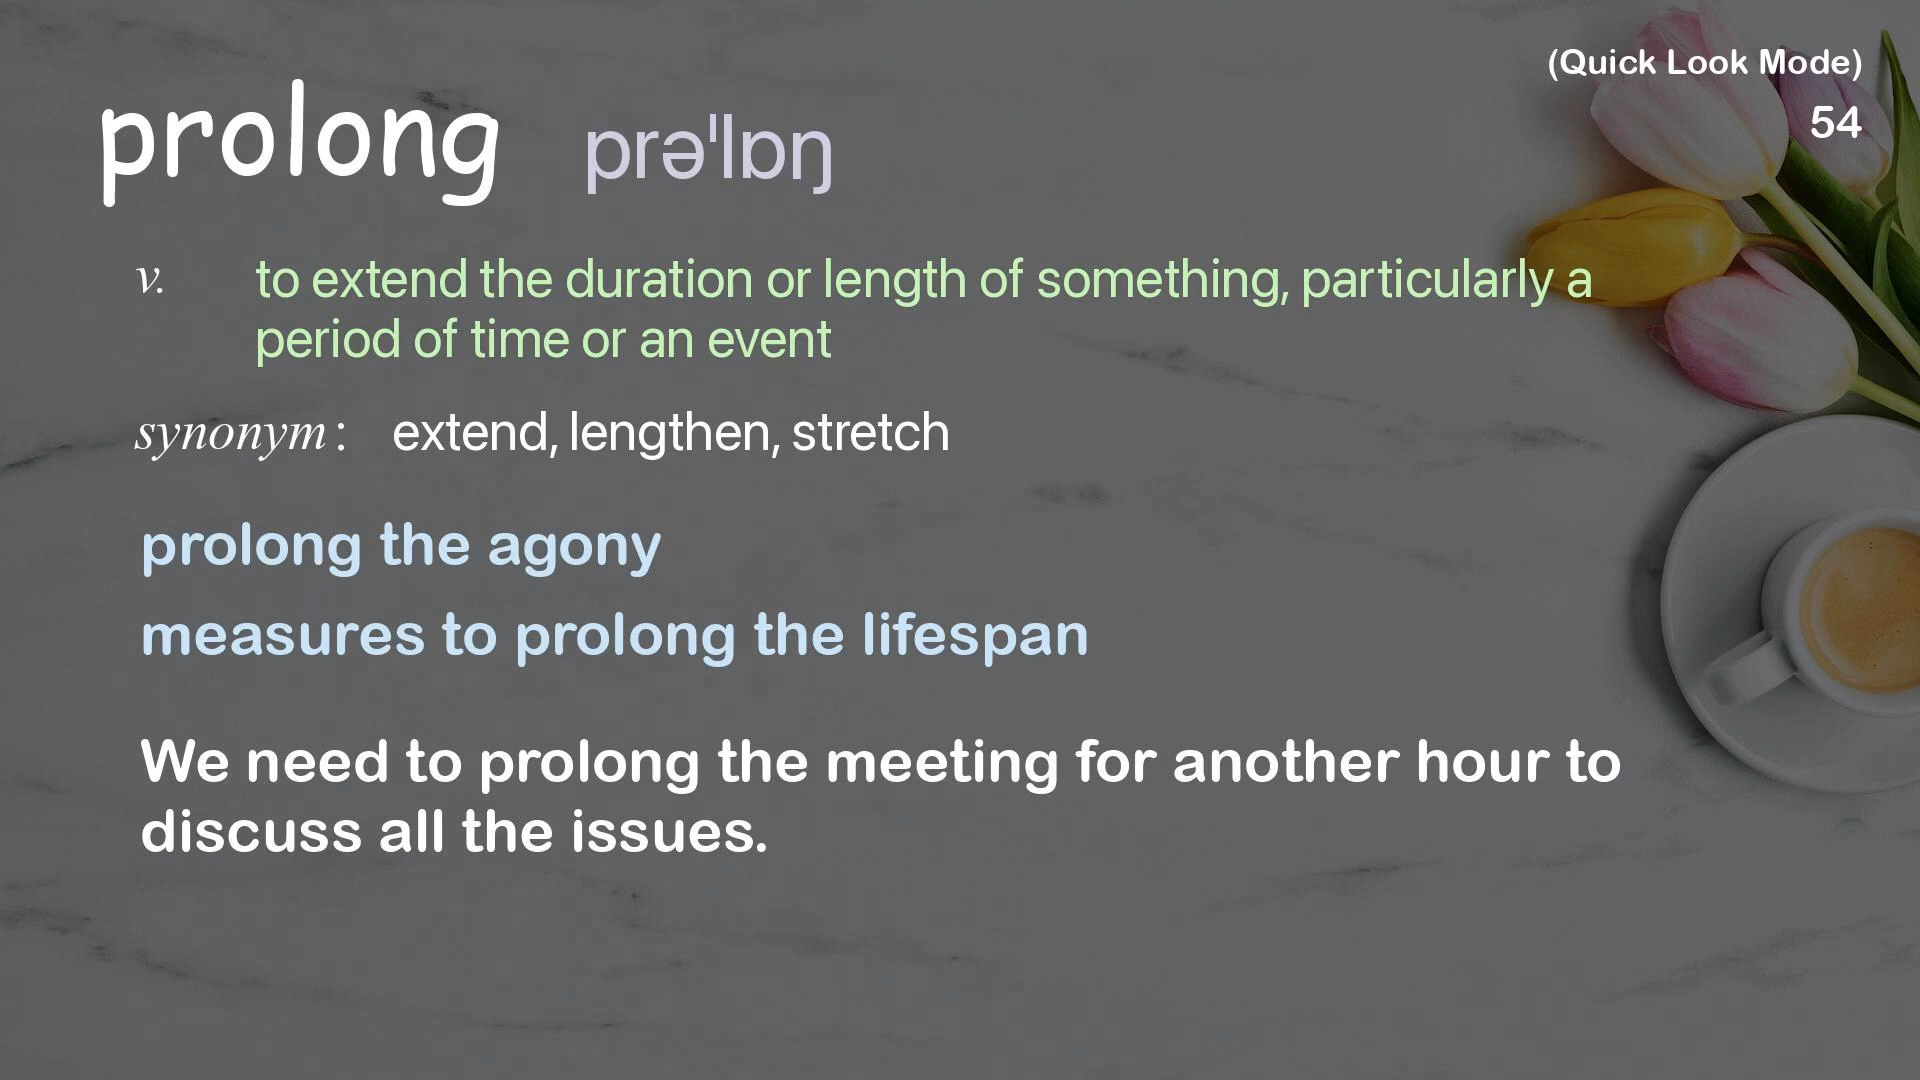 (Quick Look Mode)
54
prolong prəˈlɒŋ
v. to extend the duration or length of something, particularly a
period of time or an event
synonym : extend, lengthen, stretch
prolong the agony
measures to prolong the lifespan
We need to prolong the meeting for another hour to
discuss all the issues.